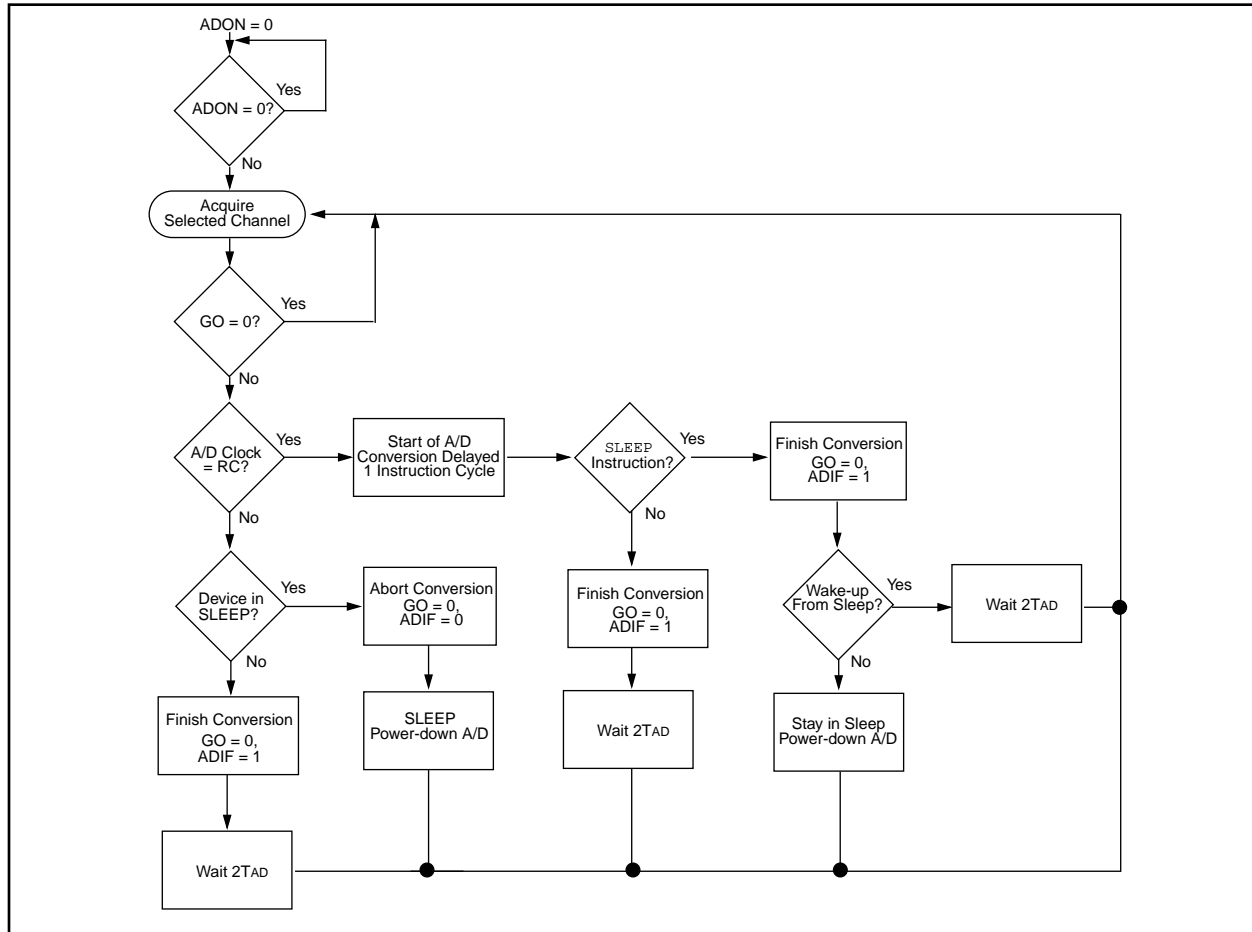 ADON = 0
ADON = 0?
Yes
No
Acquire
Selected Channel
GO = 0?
Yes
No
A/D Clock
= RC?
Yes
No
Start of A/D
Conversion Delayed
1 Instruction Cycle
SLEEP
Instruction?
Yes
No
Finish Conversion
GO = 0,
ADIF = 1
Device in
SLEEP?
Yes
No
Abort Conversion
GO = 0,
ADIF = 0
Finish Conversion
GO = 0,
ADIF = 1
Wake-up
From Sleep?
Yes
No
Wait 2TAD
Finish Conversion
GO = 0,
ADIF = 1
SLEEP
Power-down A/D
Wait 2TAD
Stay in Sleep
Power-down A/D
Wait 2TAD